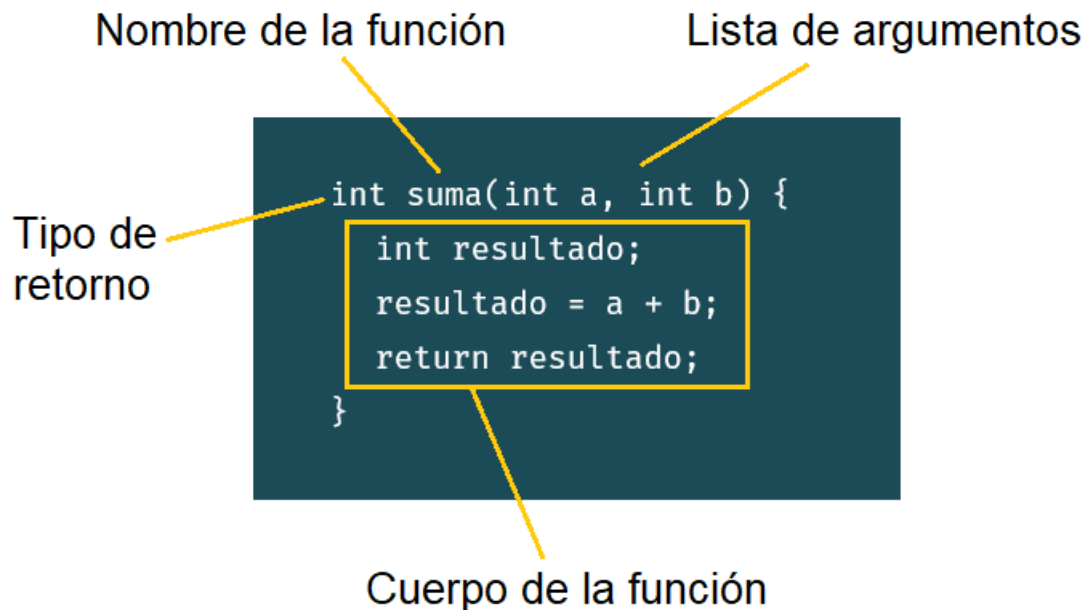 Nombre de la función
Lista de argumentos
int suma(int a, int b) {
Tipo de
retorno
int resultado;
resultado = a + b;
return resultado;
}
Cuerpo de la función